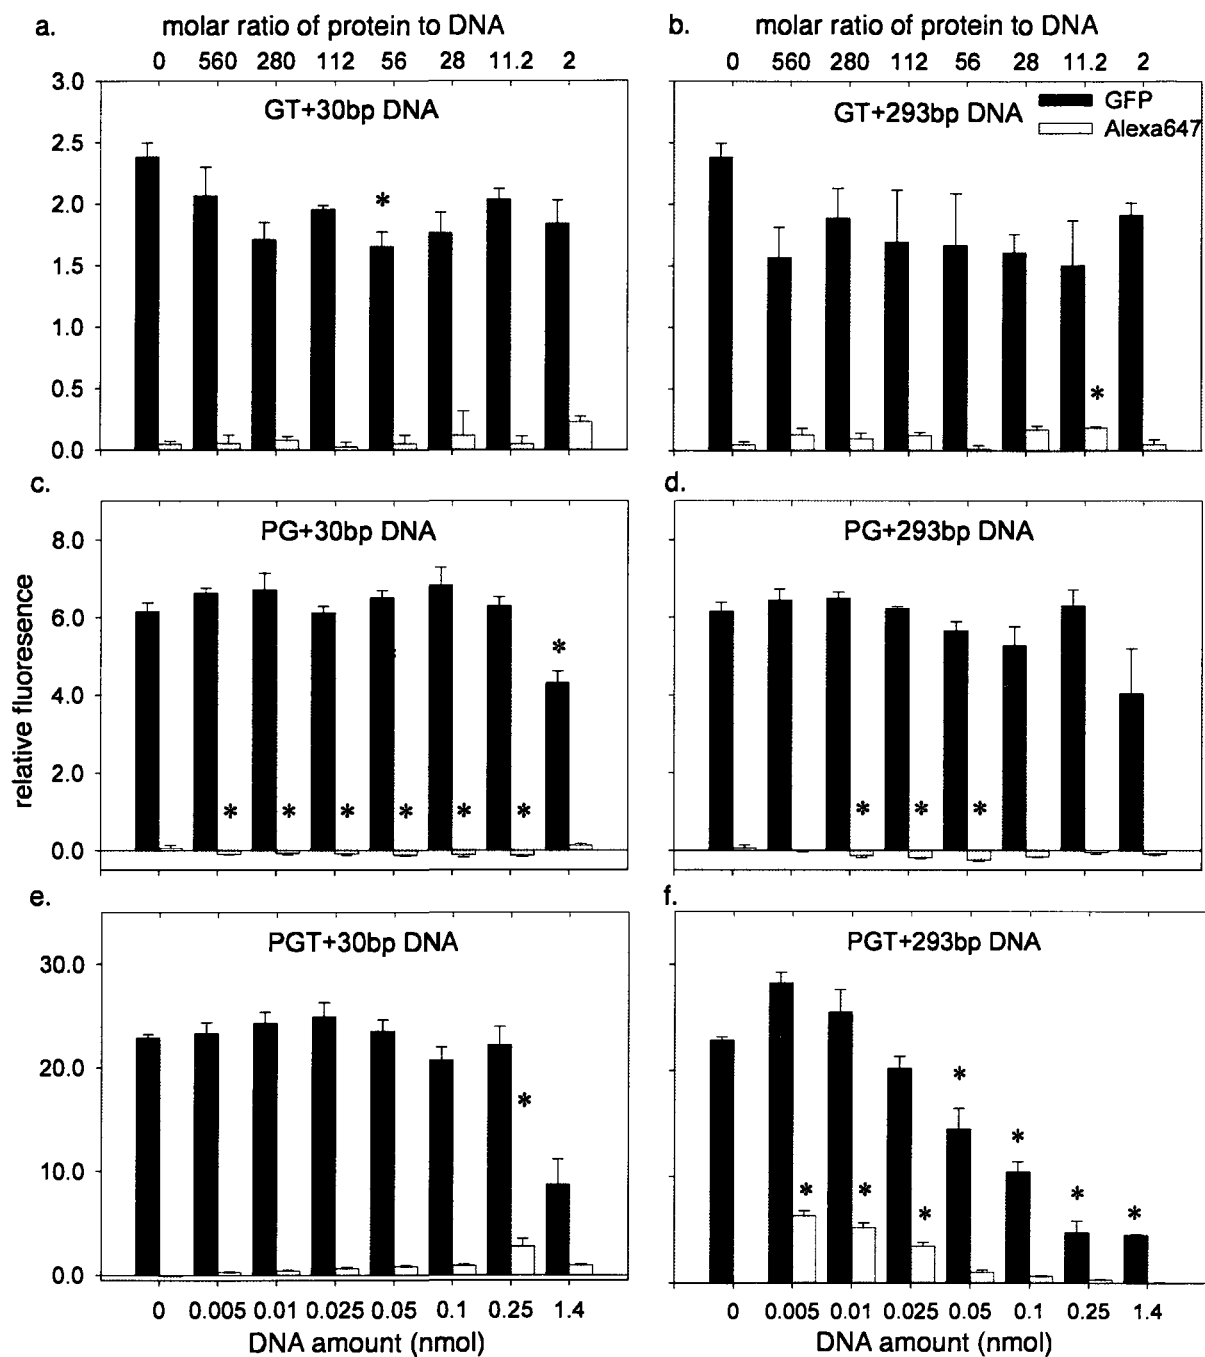 a.
molar ratio of protein to DNA
0 560 280 112 56 28 11.2 2
3.0
2.5
2.0
1.5
1.0
0.5
0.0
GT+30bp DNA
*
b.
molar ratio of protein to DNA
0 560 280 112 56 28 11.2 2
GT+293bp DNA
GFP
Alexa647
*
c.
8.0
6.0
4.0
2.0
0.0
relative fluoresence
PG+30bp DNA
*
* * * * * *
d.
PG+293bp DNA
* * *
e.
30.0
20.0
10.0
0.0
PGT+30bp DNA
*
0 0.005 0.01 0.025 0.05 0.1 0.25 1.4
DNA amount (nmol)
f.
PGT+293bp DNA
* * * * * * *
0 0.005 0.01 0.025 0.05 0.1 0.25 1.4
DNA amount (nmol)